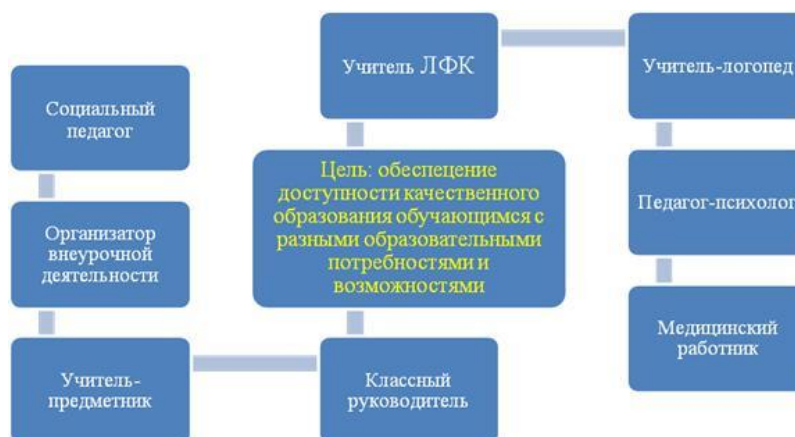 Социальный
педагог
Организатор
внеурочной
деятельности
Учитель-
предметник
Учитель ЛФК
Цель: обеспецение
доступности качественного
образования обучающимся с
разными образовательными
потребностями и
возможностями
Классный
руководитель
Учитель-логопед
Педагог-психолог
Медицинский
работник